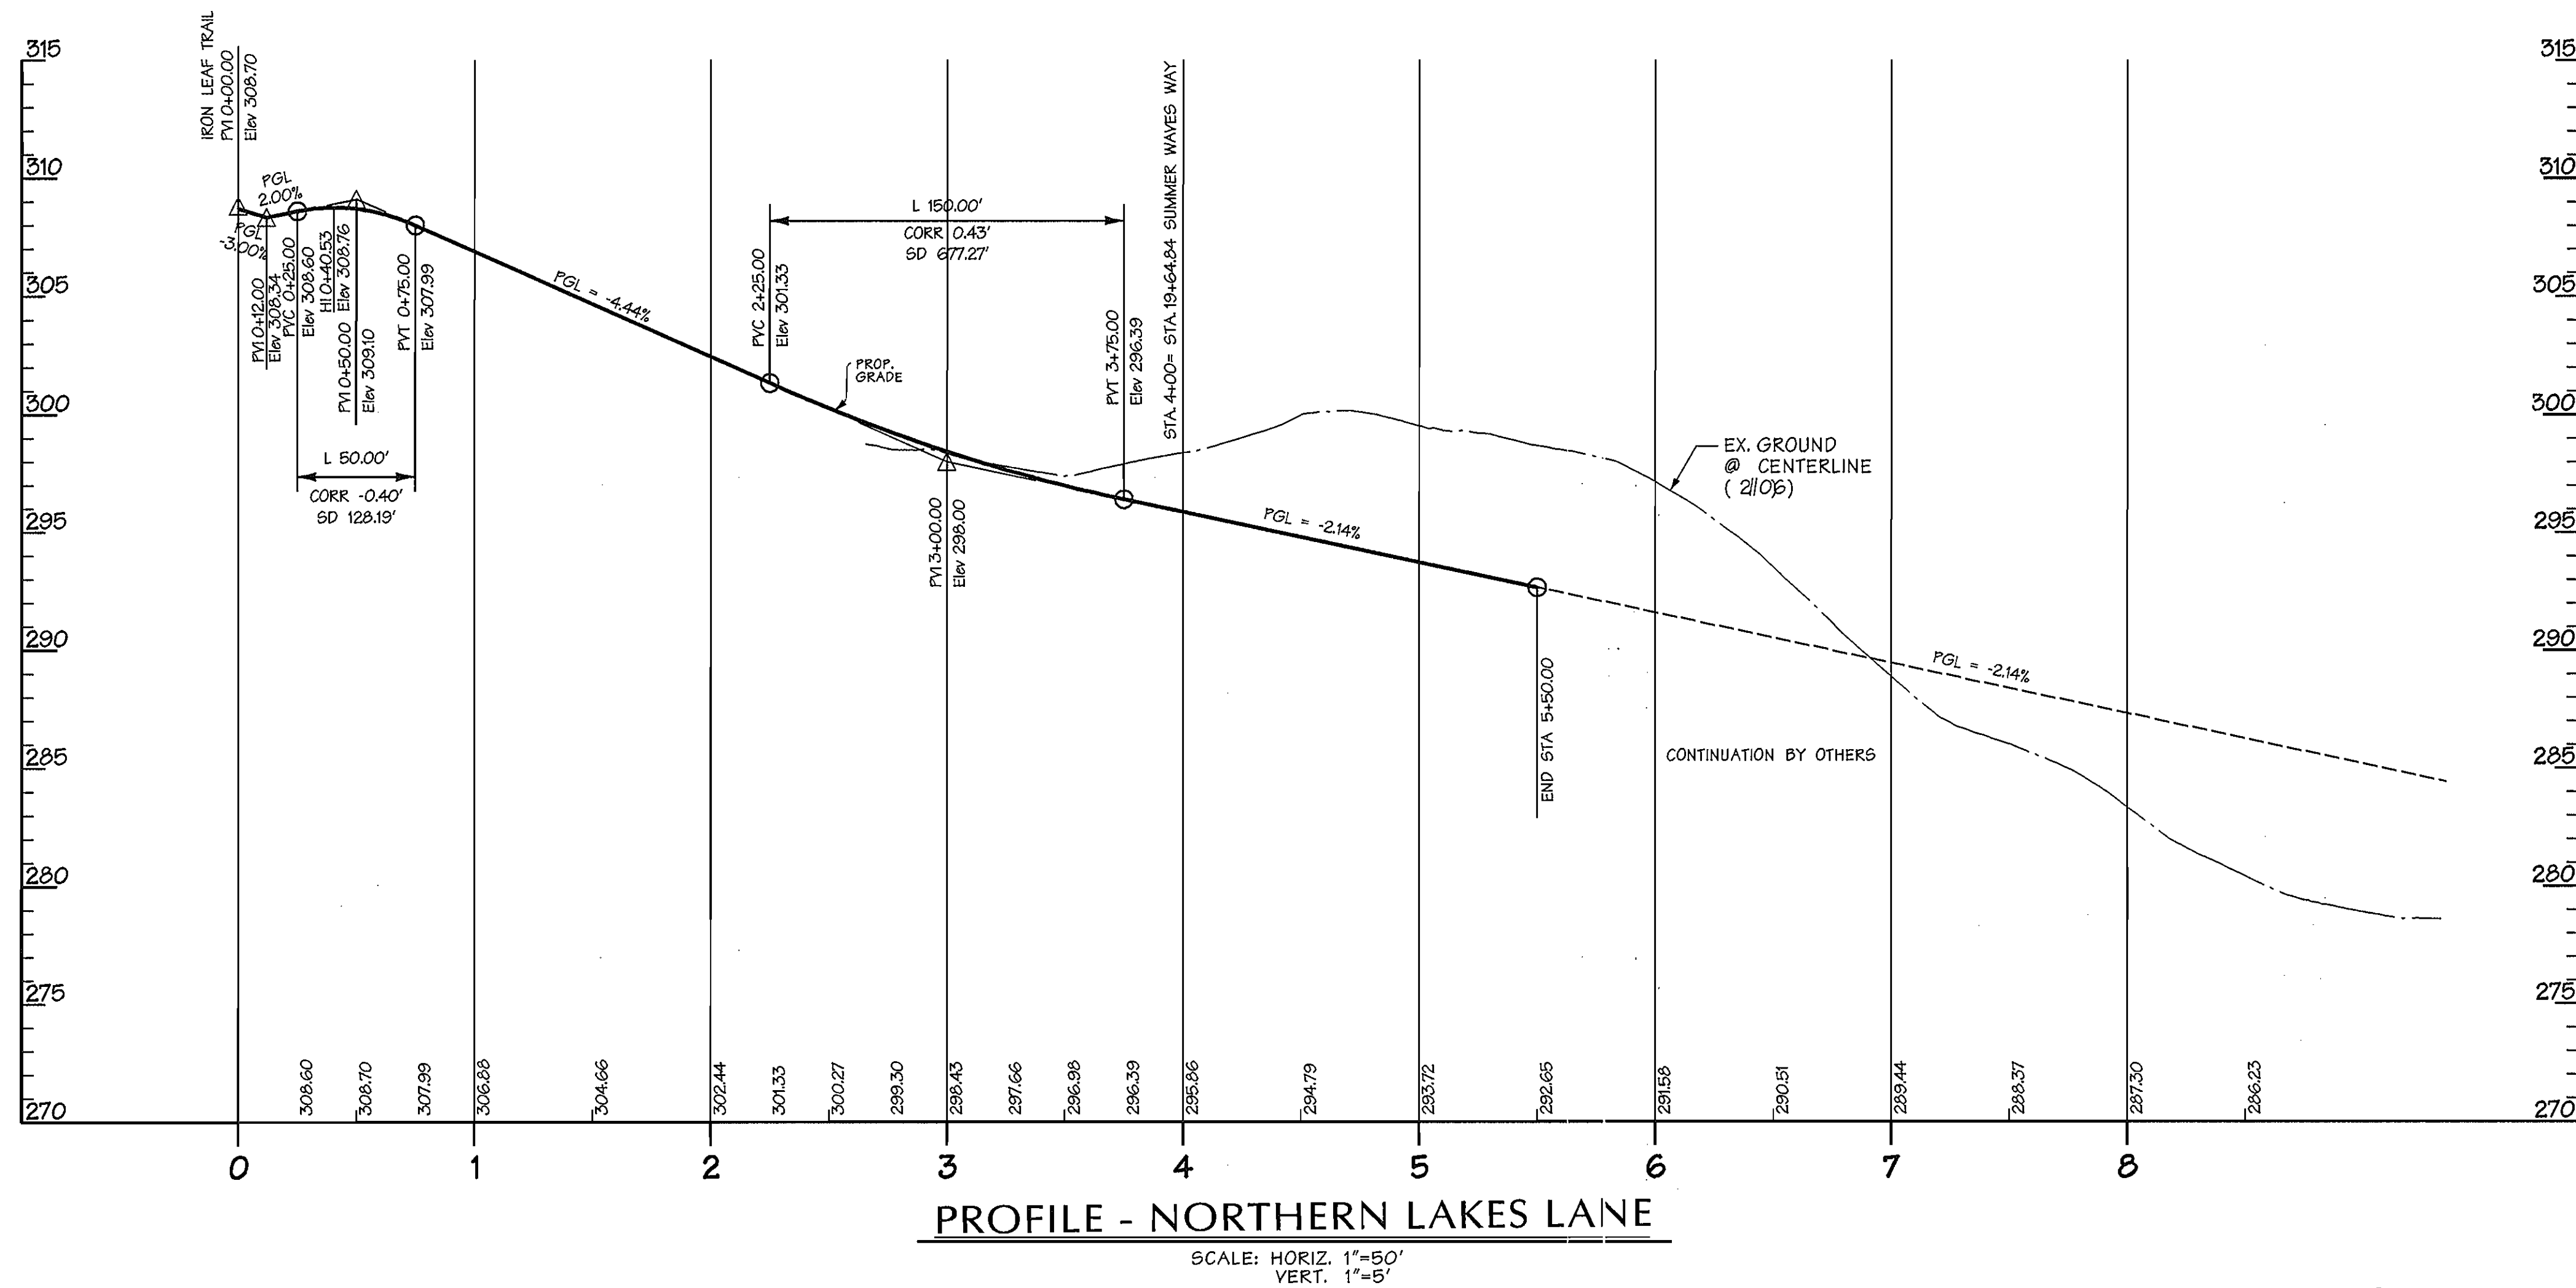 IRON LEAF TRAIL
PVI 0+00.00
Elev 308.70
315
310
305
300
295
290
285
280
275
270
315
310
305
300
295
290
285
280
275
270
PGL
2.00%
PGL
-3.00%
PVI 0+12.00
Elev 308.34
PVC 0+25.00
Elev 308.60
HI 0+40.53
Elev 308.76
PVI 0+50.00
Elev 309.10
PVT 0+75.00
Elev 307.99
L 50.00'
CORR -0.40'
SD 128.19'
PGL = -4.44%
PVC 2+25.00
Elev 301.33
L 150.00'
CORR 0.43'
SD 677.27'
PROP.
GRADE
PVI 3+00.00
Elev 298.00
PVT 3+75.00
Elev 296.39
STA. 4+00= STA. 19+64.84 SUMMER WAVES WAY
PGL = -2.14%
END STA 5+50.00
EX. GROUND
@ CENTERLINE
CONTINUATION BY OTHERS
PGL = -2.14%
308.60
308.70
307.99
306.88
304.66
302.44
301.33
300.27
299.30
298.43
297.66
296.98
296.39
295.86
294.79
293.72
292.65
291.58
290.51
289.44
288.37
287.30
286.23
0 1 2 3 4 5 6 7 8
PROFILE - NORTHERN LAKES LANE
SCALE: HORIZ. 1"=50'
VERT. 1"=5'